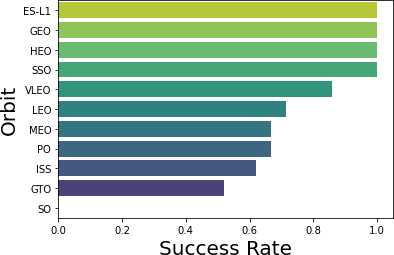 ES-L1
GEO
HEO
SSO
VLEO
LEO
MEO
PO
ISS
GTO
SO
Orbit
0.0 0.2 0.4 0.6 0.8 1.0
Success Rate